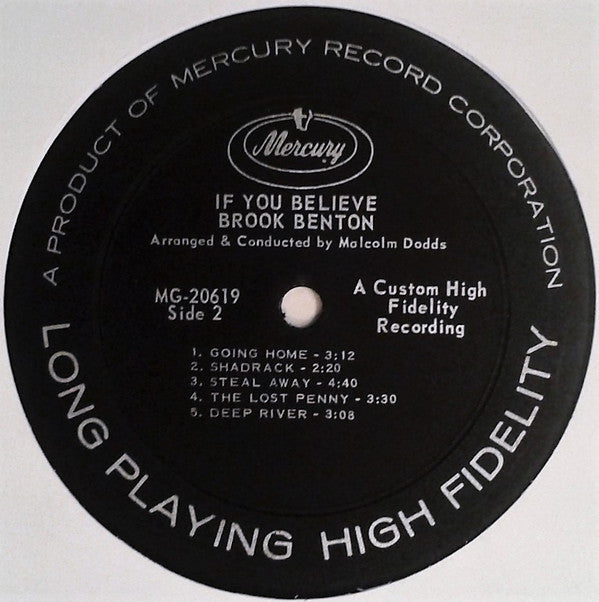 A PRODUCT OF MERCURY RECORD CORPORATION
Mercury
IF YOU BELIEVE
BROOK BENTON
Arranged & Conducted by Malcolm Dodds
MG-20619
Side 2
A Custom High
Fidelity
Recording
1. GOING HOME - 3:12
2. SHADRACK - 2:20
3. STEAL AWAY - 4:40
4. THE LOST PENNY - 3:30
5. DEEP RIVER - 3:08
LONG PLAYING HIGH FIDELITY